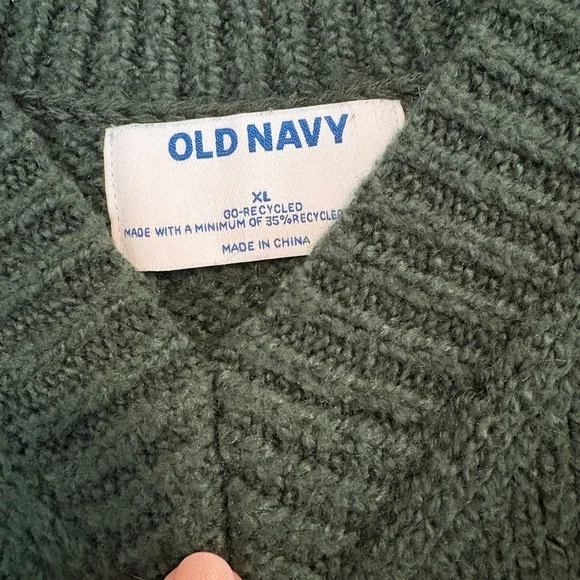 OLD NAVY
XL
GO-RECYCLED
MADE WITH A MINIMUM OF 35% RECYCLED
MADE IN CHINA